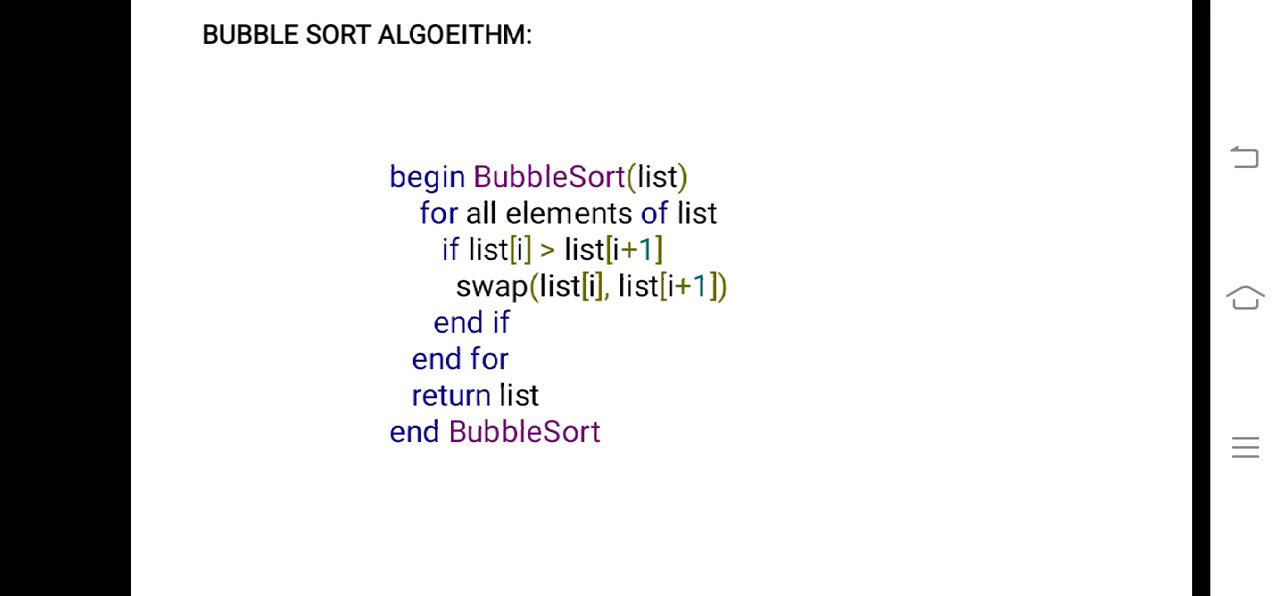 BUBBLE SORT ALGOEITHM:
begin BubbleSort(list)
for all elements of list
if list[i] > list[i+1]
swap(list[i], list[i+1])
end if
end for
return list
end BubbleSort